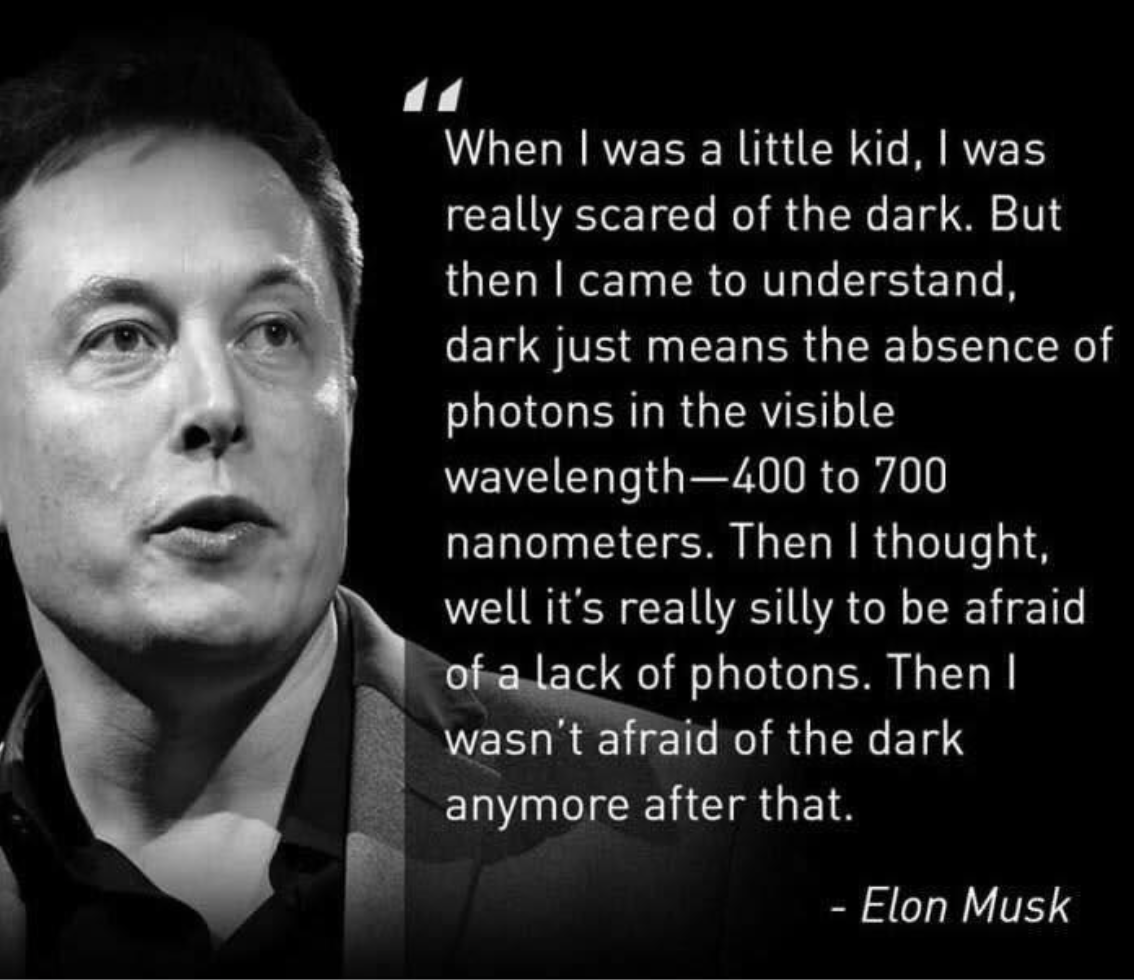 “
When I was a little kid, I was
really scared of the dark. But
then I came to understand,
dark just means the absence of
photons in the visible
wavelength—400 to 700
nanometers. Then I thought,
well it’s really silly to be afraid
of a lack of photons. Then I
wasn’t afraid of the dark
anymore after that.
- Elon Musk